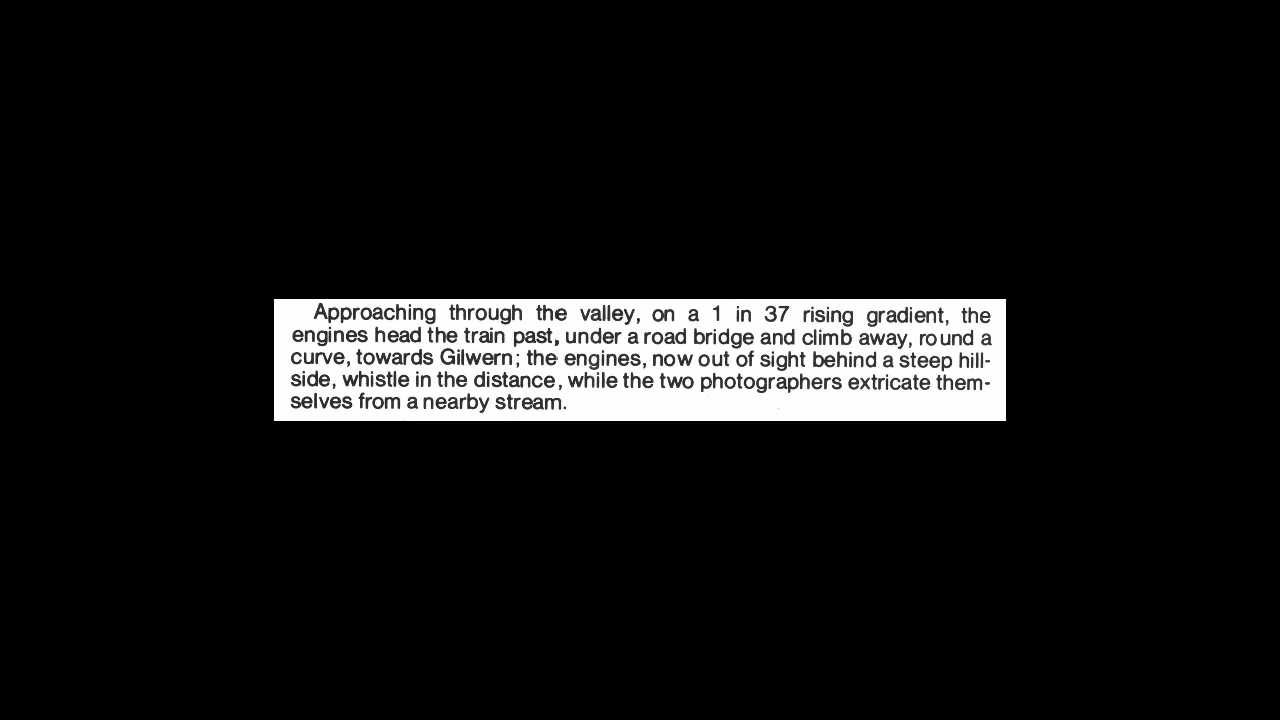 Approaching through the valley, on a 1 in 37 rising gradient, the
engines head the train past, under a road bridge and climb away, round a
curve, towards Gilwern; the engines, now out of sight behind a steep hill-
side, whistle in the distance, while the two photographers extricate them-
selves from a nearby stream.